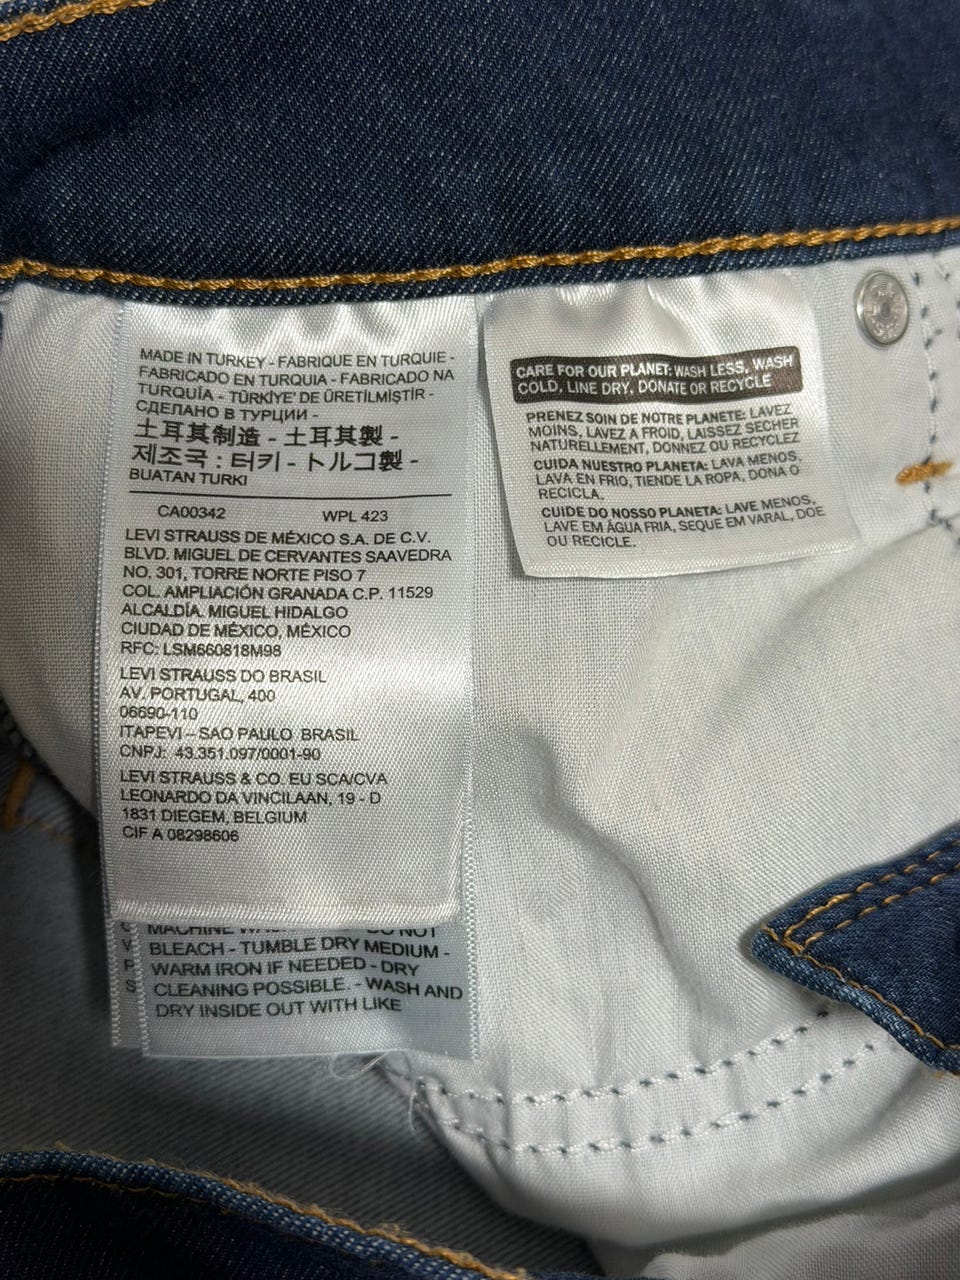 MADE IN TURKEY - FABRIQUE EN TURQUIE -
FABRICADO EN TURQUIA - FABRICADO NA
TURQUÍA - TÜRKİYE' DE ÜRETİLMİŞTİR -
СДЕЛАНО В ТУРЦИИ -
土耳其制造 - 土耳其製 -
제조국 : 터키 - トルコ製 -
BUATAN TURKI
CA00342 WPL 423
LEVI STRAUSS DE MÉXICO S.A. DE C.V.
BLVD. MIGUEL DE CERVANTES SAAVEDRA
NO. 301, TORRE NORTE PISO 7
COL. AMPLIACIÓN GRANADA C.P. 11529
ALCALDÍA. MIGUEL HIDALGO
CIUDAD DE MÉXICO, MÉXICO
RFC: LSM660818M98
LEVI STRAUSS DO BRASIL
AV. PORTUGAL, 400
06690-110
ITAPEVI – SAO PAULO BRASIL
CNPJ: 43.351.097/0001-90
LEVI STRAUSS & CO. EU SCA/CVA
LEONARDO DA VINCILAAN, 19 - D
1831 DIEGEM, BELGIUM
CIF A 08298606
MACHINE DO NOT
BLEACH - TUMBLE DRY MEDIUM -
WARM IRON IF NEEDED - DRY
CLEANING POSSIBLE. - WASH AND
DRY INSIDE OUT WITH LIKE
CARE FOR OUR PLANET: WASH LESS, WASH
COLD, LINE DRY, DONATE OR RECYCLE
PRENEZ SOIN DE NOTRE PLANETE: LAVEZ
MOINS, LAVEZ A FROID, LAISSEZ SECHER
NATURELLEMENT, DONNEZ OU RECYCLEZ
CUIDA NUESTRO PLANETA: LAVA MENOS,
LAVA EN FRIO, TIENDE LA ROPA, DONA O
RECICLA.
CUIDE DO NOSSO PLANETA: LAVE MENOS,
LAVE EM ÁGUA FRIA, SEQUE EM VARAL, DOE
OU RECICLE.